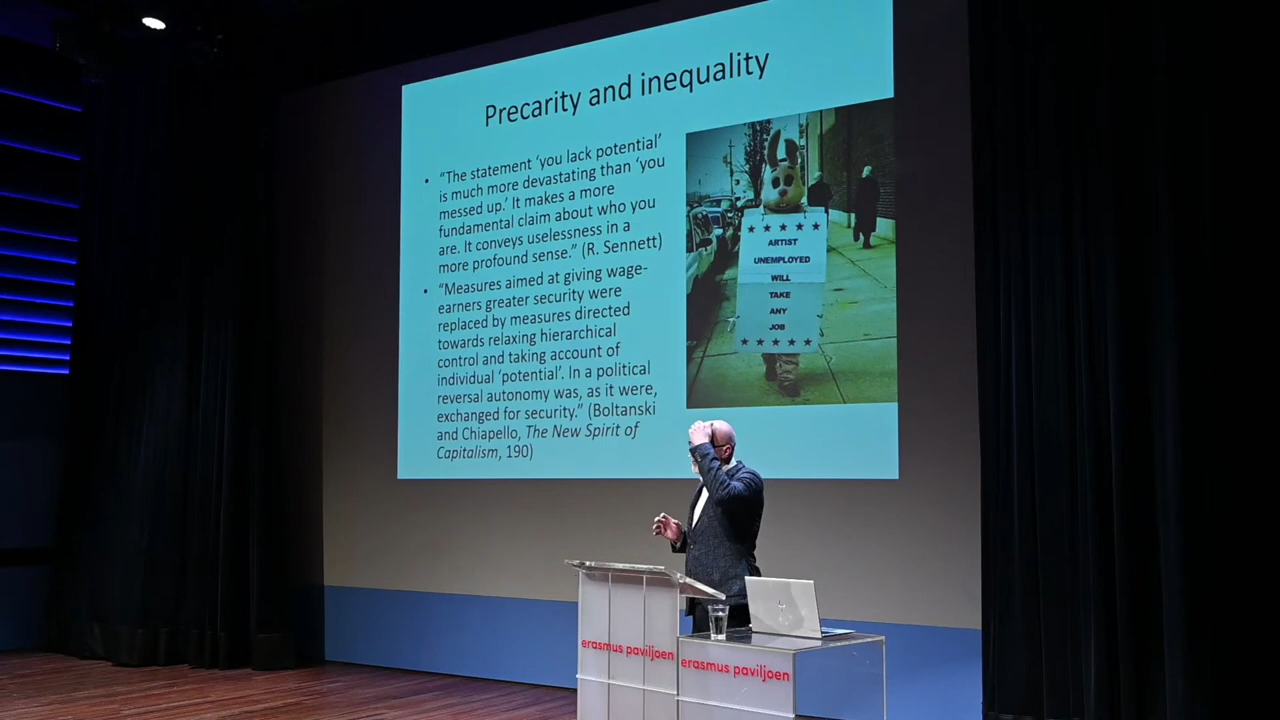 Precarity and inequality
• “The statement ‘you lack potential’
is much more devastating than ‘you
messed up.’ It makes a more
fundamental claim about who you
are. It conveys uselessness in a
more profound sense.” (R. Sennett)
• “Measures aimed at giving wage-
earners greater security were
replaced by measures directed
towards relaxing hierarchical
control and taking account of
individual ‘potential’. In a political
reversal autonomy was, as it were,
exchanged for security.” (Boltanski
and Chiapello, The New Spirit of
Capitalism, 190)
ARTIST
UNEMPLOYED
WILL
TAKE
ANY
JOB
erasmus paviljoen
erasmus paviljoen